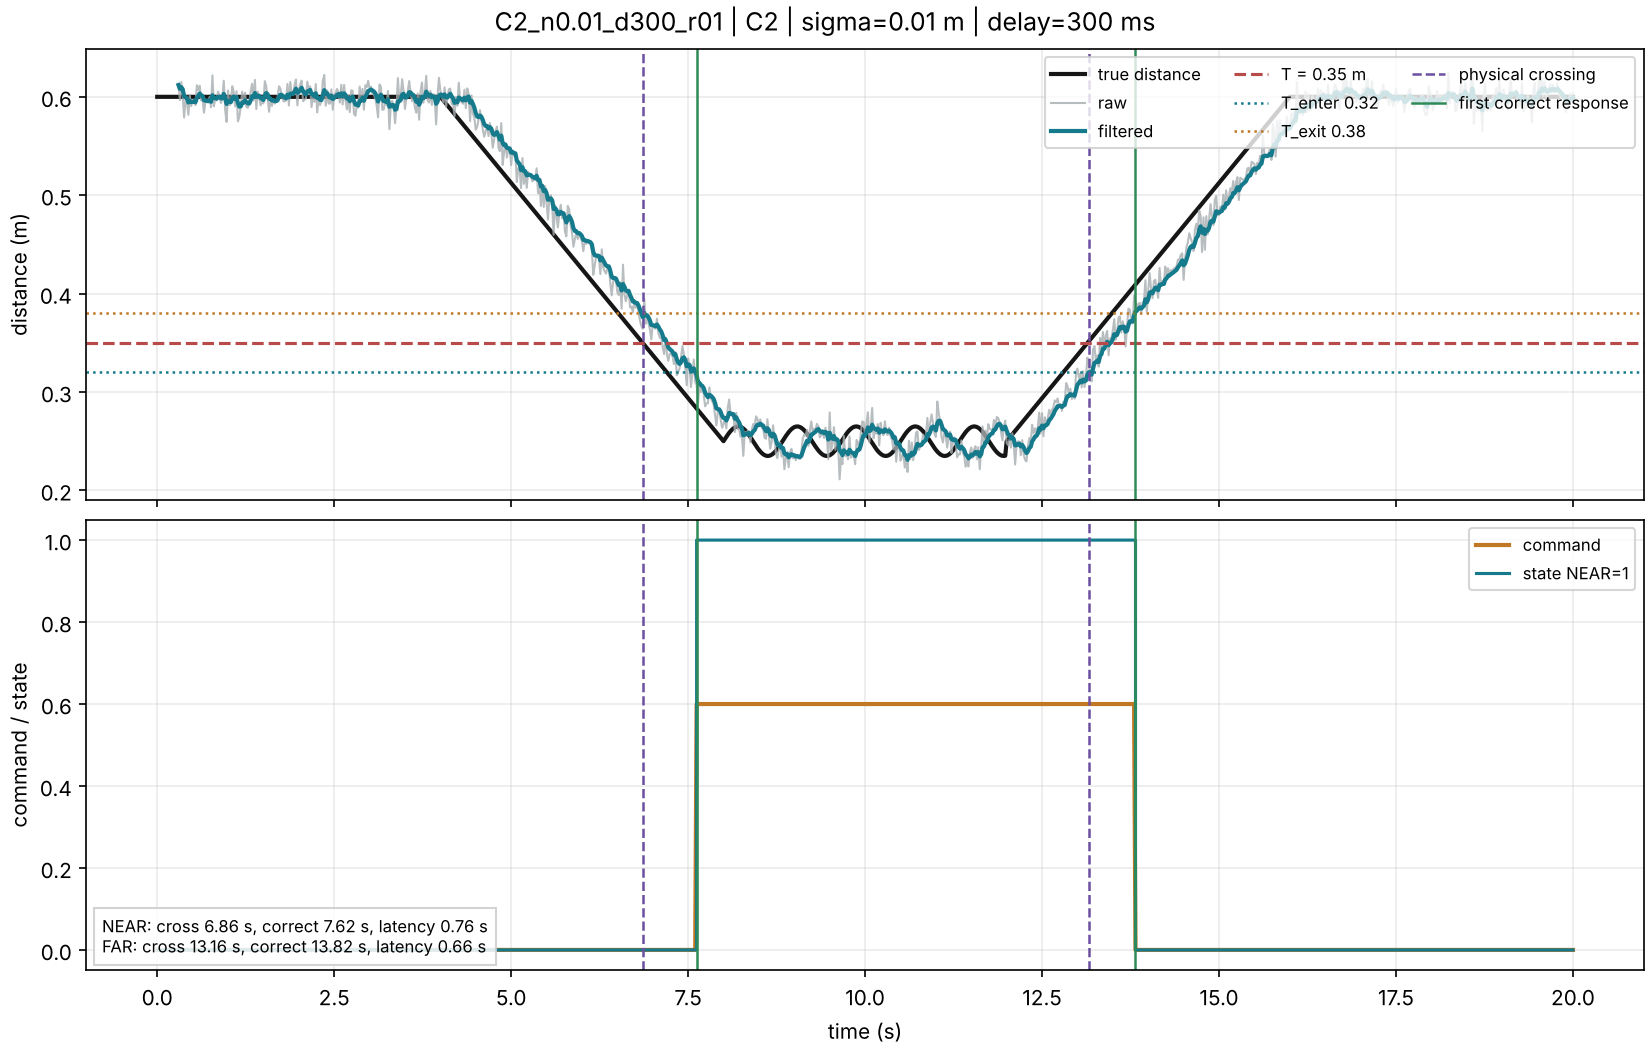 C2_n0.01_d300_r01 | C2 | sigma=0.01 m | delay=300 ms
distance (m)
0.6
0.5
0.4
0.3
0.2
true distance
raw
filtered
T = 0.35 m
T_enter 0.32
T_exit 0.38
physical crossing
first correct response
command / state
1.0
0.8
0.6
0.4
0.2
0.0
command
state NEAR=1
NEAR: cross 6.86 s, correct 7.62 s, latency 0.76 s
FAR: cross 13.16 s, correct 13.82 s, latency 0.66 s
0.0 2.5 5.0 7.5 10.0 12.5 15.0 17.5 20.0
time (s)